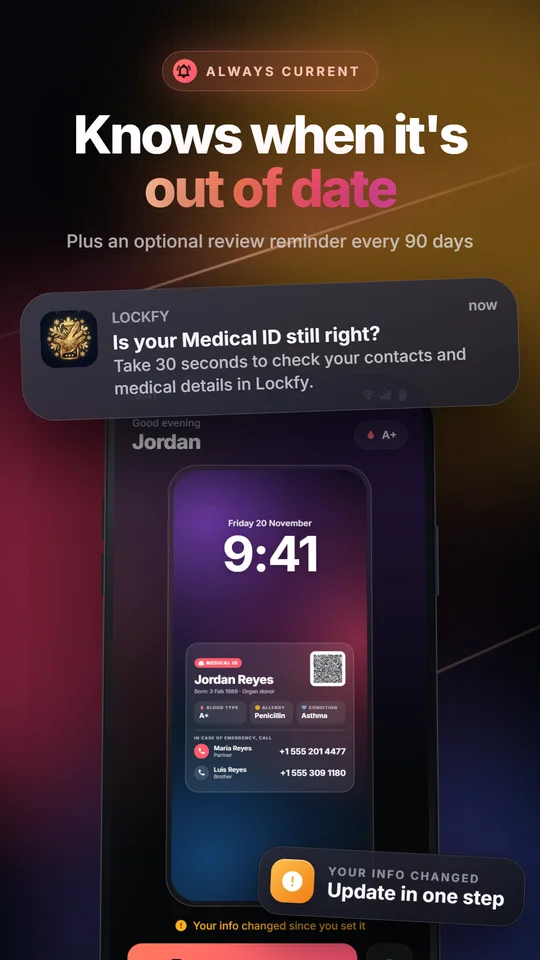 ALWAYS CURRENT
Knows when it's
out of date
Plus an optional review reminder every 90 days
LOCKFY
now
Is your Medical ID still right?
Take 30 seconds to check your contacts and
medical details in Lockfy.
Good evening
Jordan
A+
Friday 20 November
9:41
MEDICAL ID
Jordan Reyes
Born: 3 Feb 1988 · Organ donor
BLOOD TYPE
A+
ALLERGY
Penicillin
CONDITION
Asthma
IN CASE OF EMERGENCY, CALL
Maria Reyes
Partner
+1 555 201 4477
Luis Reyes
Brother
+1 555 309 1180
YOUR INFO CHANGED
Update in one step
Your info changed since you set it